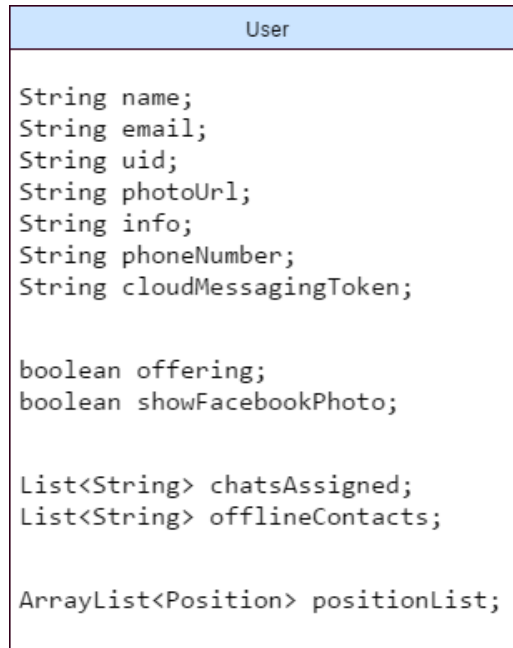 User
String name;
String email;
String uid;
String photoUrl;
String info;
String phoneNumber;
String cloudMessagingToken;
boolean offering;
boolean showFacebookPhoto;
List<String> chatsAssigned;
List<String> offlineContacts;
ArrayList<Position> positionList;